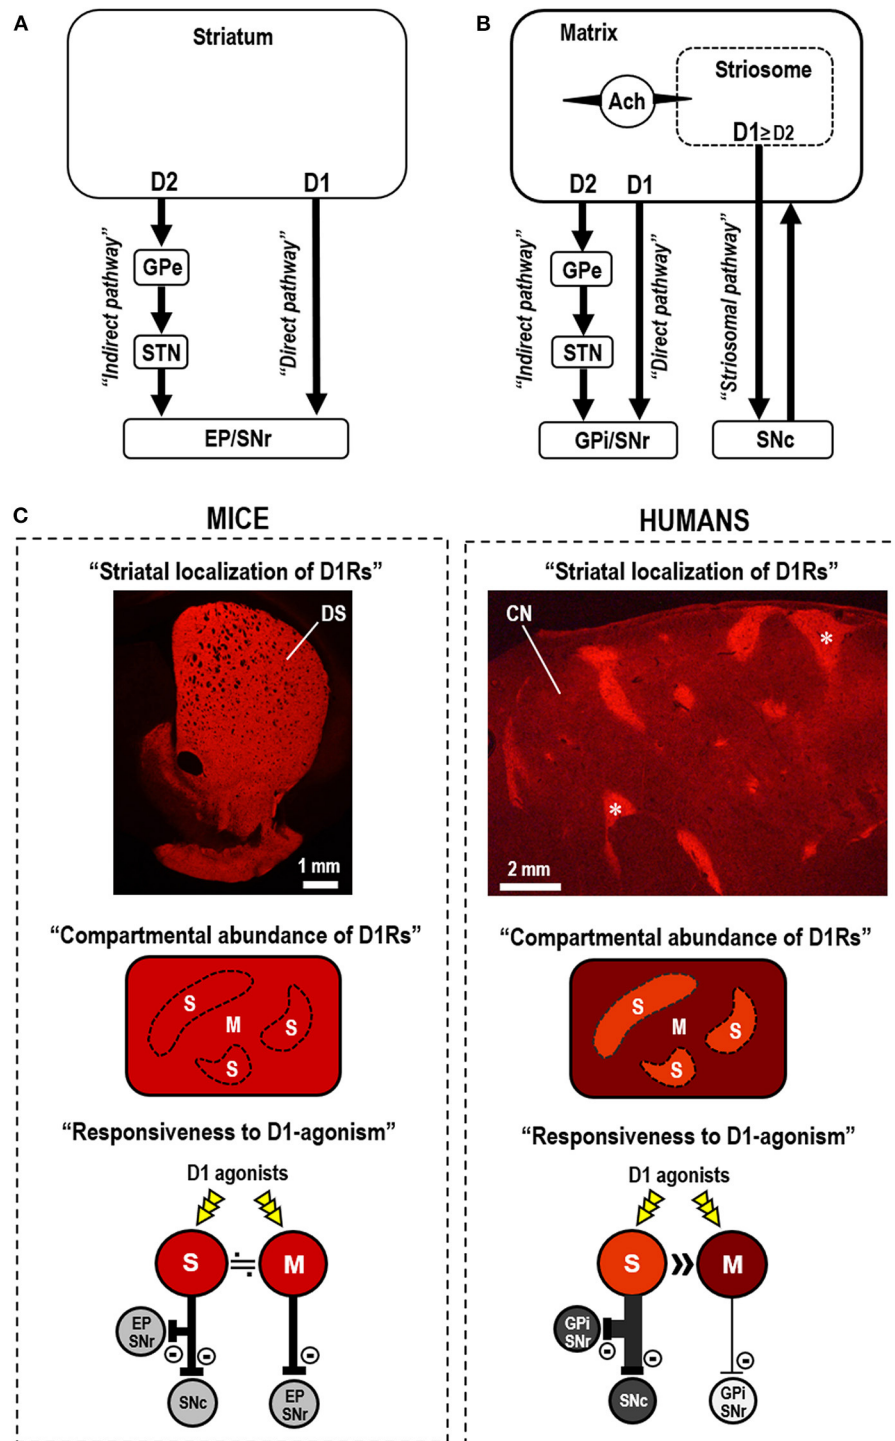 A
Striatum
D2
D1
"Indirect pathway"
GPe
STN
"Direct pathway"
EP/SNr
B
Matrix
Striosome
Ach
D1≥D2
D2
D1
"Indirect pathway"
GPe
STN
"Direct pathway"
"Striosomal pathway"
GPi/SNr
SNc
C
MICE
"Striatal localization of D1Rs"
DS
1 mm
"Compartmental abundance of D1Rs"
S
M
S
S
"Responsiveness to D1-agonism"
D1 agonists
S
≒
M
EP
SNr
-
-
-
SNc
EP
SNr
HUMANS
"Striatal localization of D1Rs"
CN
*
*
2 mm
"Compartmental abundance of D1Rs"
S
M
S
S
"Responsiveness to D1-agonism"
D1 agonists
S
»
M
GPi
SNr
-
-
-
SNc
GPi
SNr